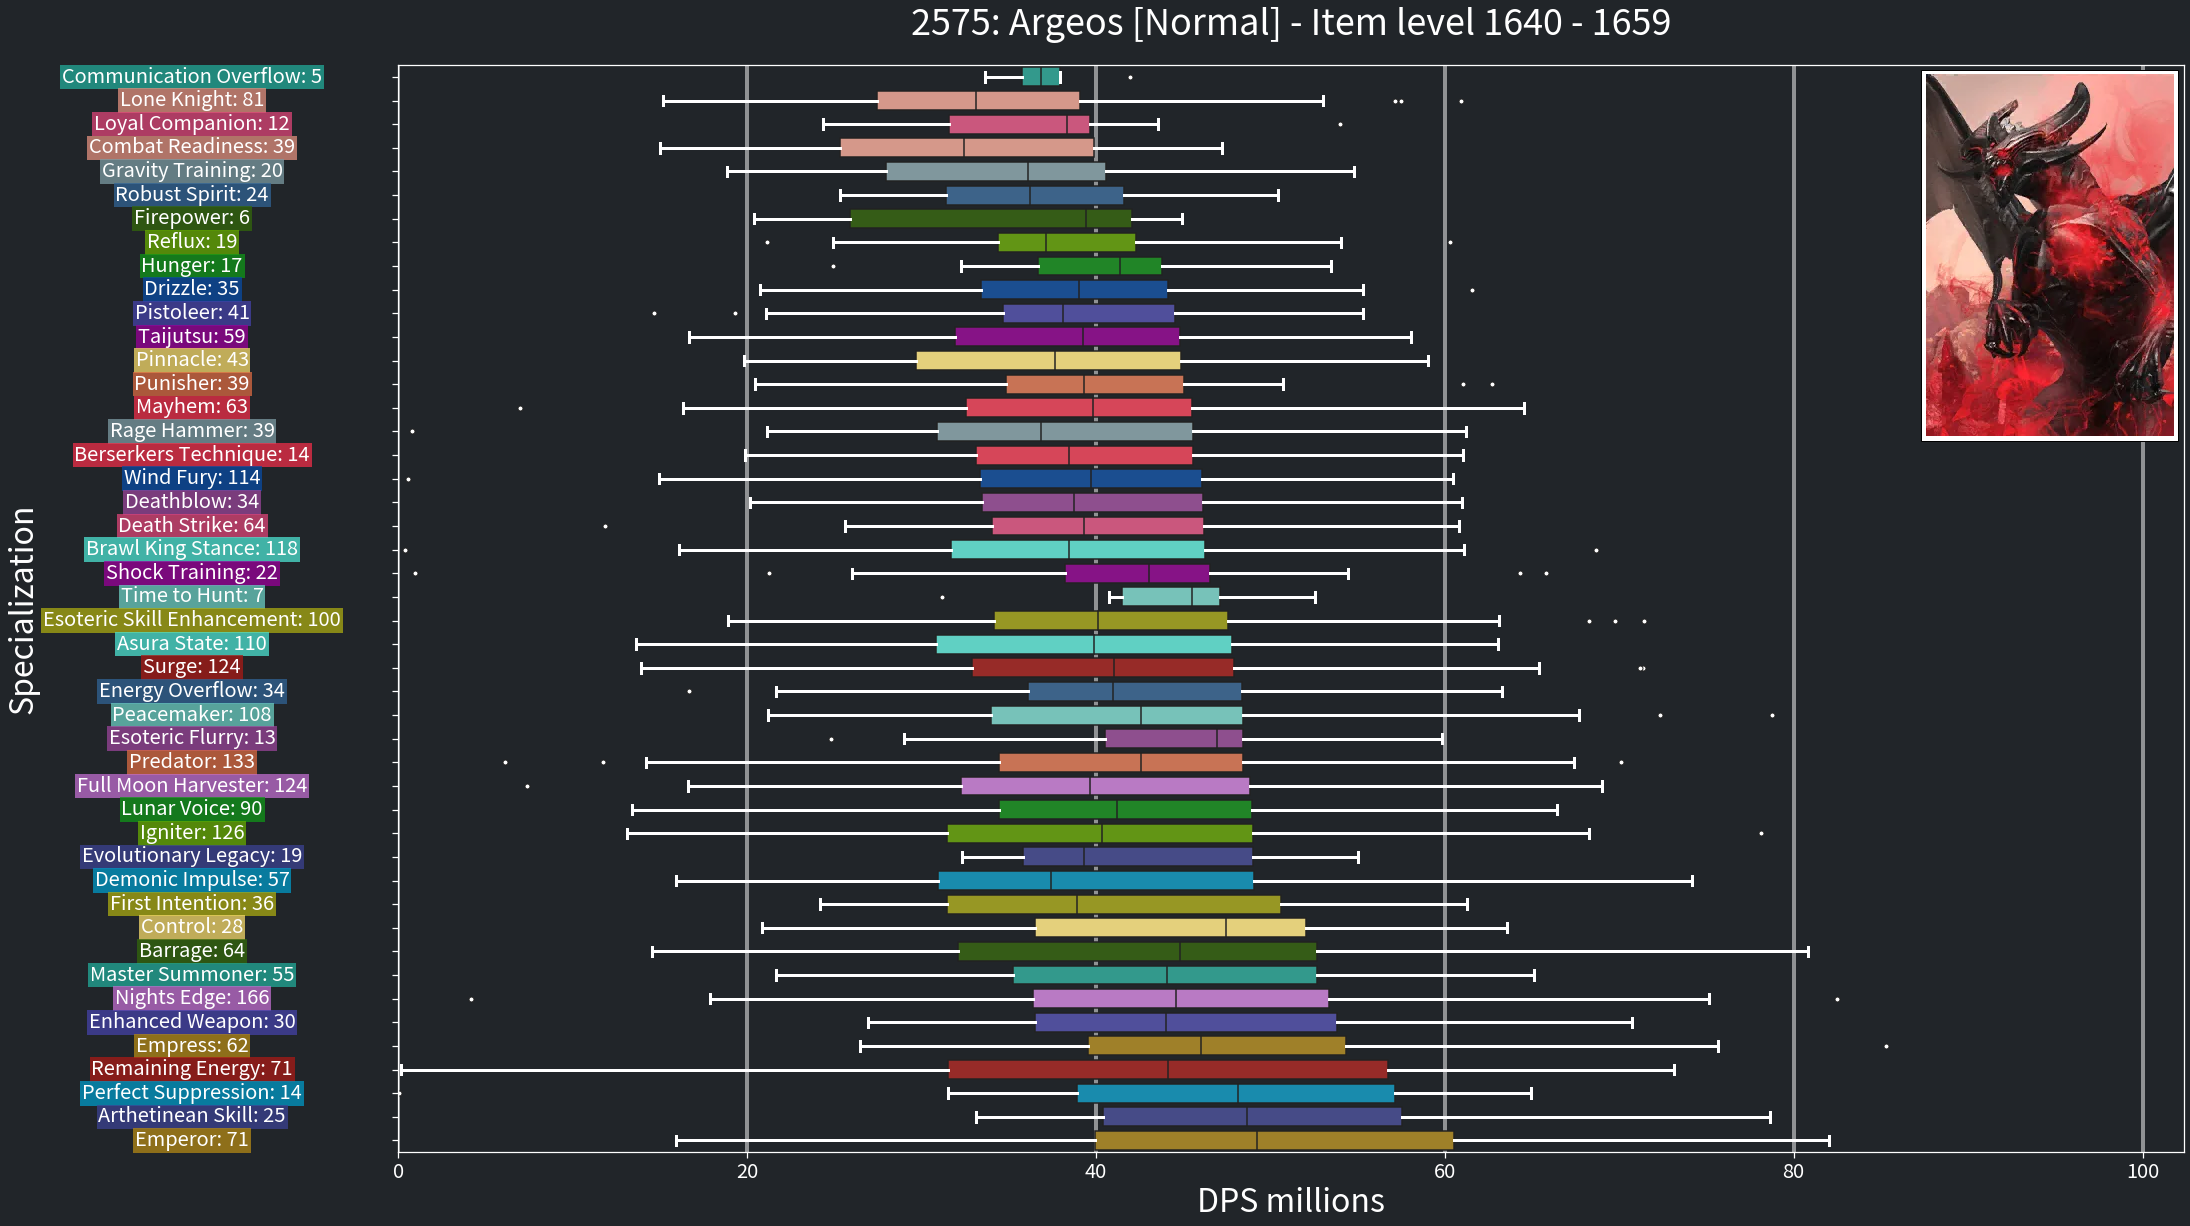 2575: Argeos [Normal] - Item level 1640 - 1659
Communication Overflow: 5
Lone Knight: 81
Loyal Companion: 12
Combat Readiness: 39
Gravity Training: 20
Robust Spirit: 24
Firepower: 6
Reflux: 19
Hunger: 17
Drizzle: 35
Pistoleer: 41
Taijutsu: 59
Pinnacle: 43
Punisher: 39
Mayhem: 63
Rage Hammer: 39
Berserkers Technique: 14
Wind Fury: 114
Deathblow: 34
Death Strike: 64
Brawl King Stance: 118
Shock Training: 22
Time to Hunt: 7
Esoteric Skill Enhancement: 100
Asura State: 110
Surge: 124
Energy Overflow: 34
Peacemaker: 108
Esoteric Flurry: 13
Predator: 133
Full Moon Harvester: 124
Lunar Voice: 90
Igniter: 126
Evolutionary Legacy: 19
Demonic Impulse: 57
First Intention: 36
Control: 28
Barrage: 64
Master Summoner: 55
Nights Edge: 166
Enhanced Weapon: 30
Empress: 62
Remaining Energy: 71
Perfect Suppression: 14
Arthetinean Skill: 25
Emperor: 71
Specialization
0 20 40 60 80 100
DPS millions